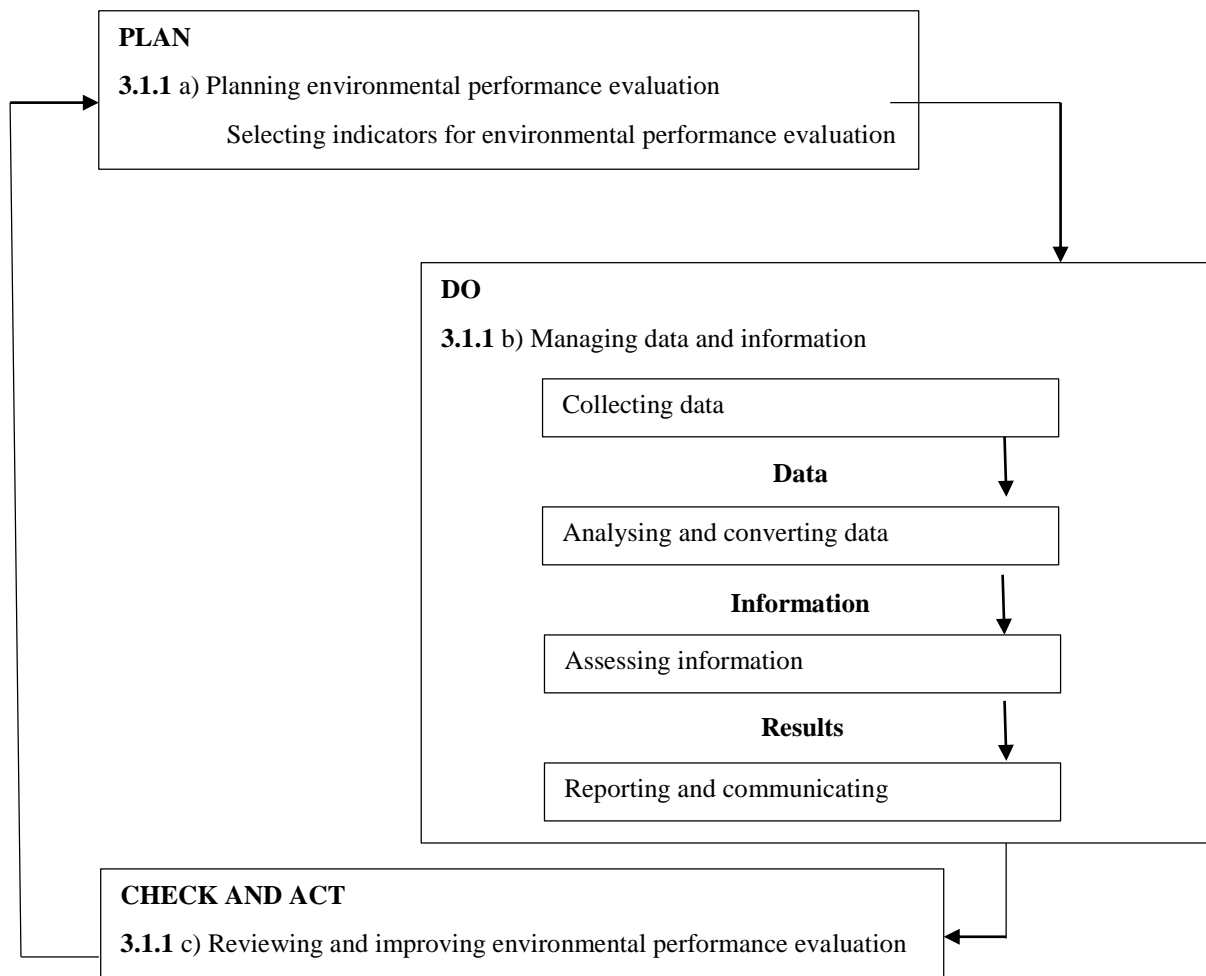 PLAN
3.1.1 a) Planning environmental performance evaluation
Selecting indicators for environmental performance evaluation
DO
3.1.1 b) Managing data and information
Collecting data
Data
Analysing and converting data
Information
Assessing information
Results
Reporting and communicating
CHECK AND ACT
3.1.1 c) Reviewing and improving environmental performance evaluation